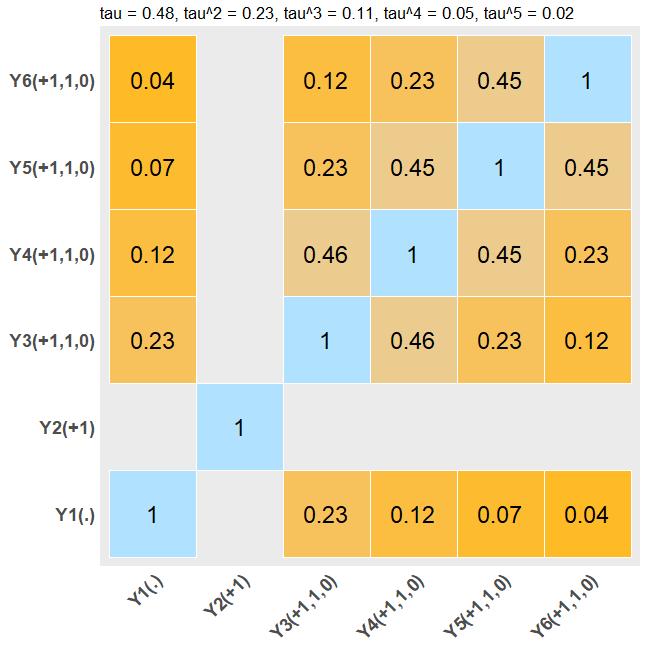 tau = 0.48, tau^2 = 0.23, tau^3 = 0.11, tau^4 = 0.05, tau^5 = 0.02
Y6(+1,1,0) 0.04 0.12 0.23 0.45 1
Y5(+1,1,0) 0.07 0.23 0.45 1 0.45
Y4(+1,1,0) 0.12 0.46 1 0.45 0.23
Y3(+1,1,0) 0.23 1 0.46 0.23 0.12
Y2(+1) 1
Y1(.) 1 0.23 0.12 0.07 0.04
Y1(.) Y2(+1) Y3(+1,1,0) Y4(+1,1,0) Y5(+1,1,0) Y6(+1,1,0)